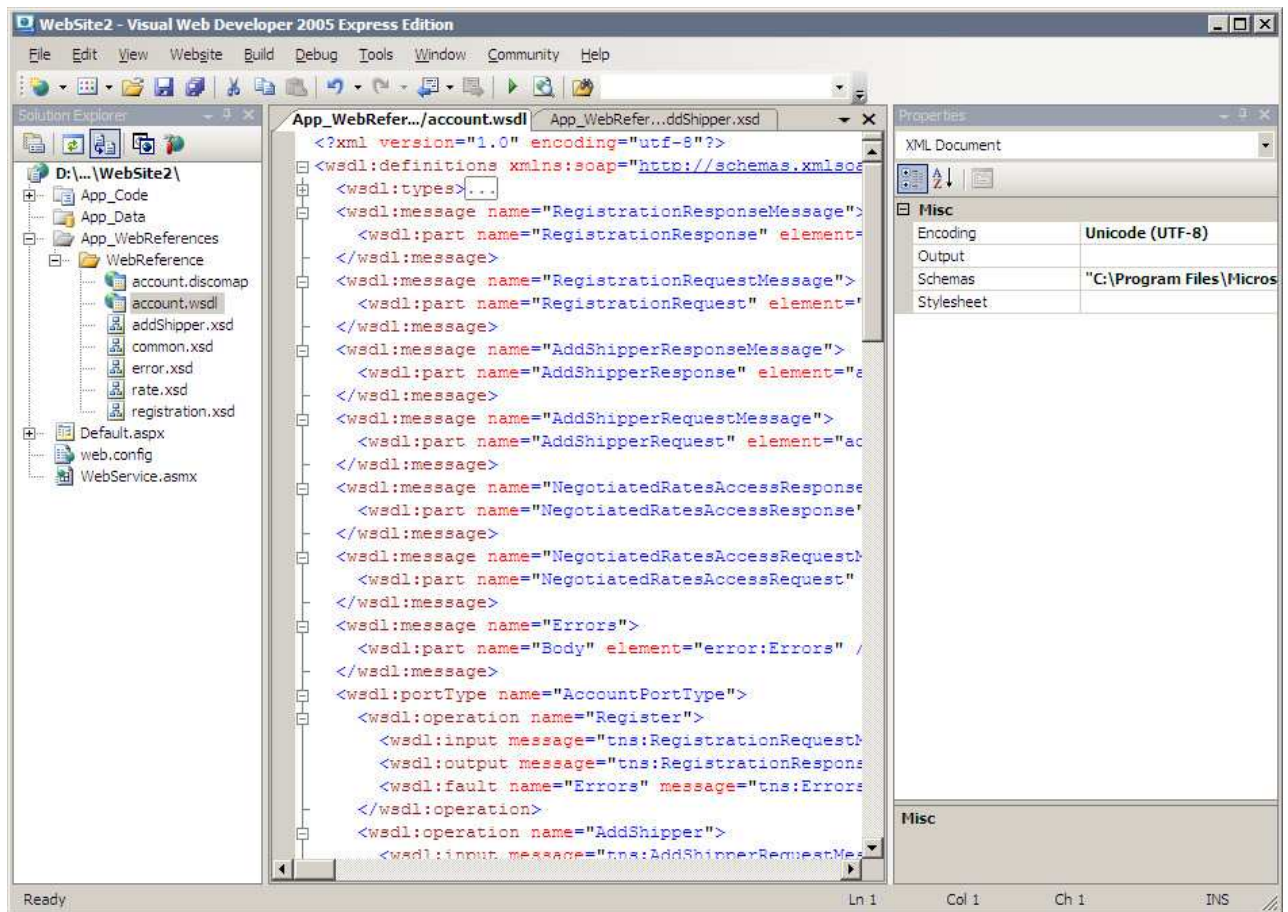 WebSite2 - Visual Web Developer 2005 Express Edition
File Edit View Website Build Debug Tools Window Community Help
Solution Explorer
D:\...\WebSite2\
App_Code
App_Data
App_WebReferences
WebReference
account.discomap
account.wsdl
addShipper.xsd
common.xsd
error.xsd
rate.xsd
registration.xsd
Default.aspx
web.config
WebService.asmx
App_WebRefer.../account.wsdl App_WebRefer...ddShipper.xsd
<?xml version="1.0" encoding="utf-8"?>
<wsdl:definitions xmlns:soap="http://schemas.xmlsoa
<wsdl:types>...
<wsdl:message name="RegistrationResponseMessage">
<wsdl:part name="RegistrationResponse" element=
</wsdl:message>
<wsdl:message name="RegistrationRequestMessage">
<wsdl:part name="RegistrationRequest" element="
</wsdl:message>
<wsdl:message name="AddShipperResponseMessage">
<wsdl:part name="AddShipperResponse" element="a
</wsdl:message>
<wsdl:message name="AddShipperRequestMessage">
<wsdl:part name="AddShipperRequest" element="ad
</wsdl:message>
<wsdl:message name="NegotiatedRatesAccessResponse
<wsdl:part name="NegotiatedRatesAccessResponse"
</wsdl:message>
<wsdl:message name="NegotiatedRatesAccessRequestM
<wsdl:part name="NegotiatedRatesAccessRequest"
</wsdl:message>
<wsdl:message name="Errors">
<wsdl:part name="Body" element="error:Errors" /
</wsdl:message>
<wsdl:portType name="AccountPortType">
<wsdl:operation name="Register">
<wsdl:input message="tns:RegistrationRequestM
<wsdl:output message="tns:RegistrationRespons
<wsdl:fault name="Errors" message="tns:Errors
</wsdl:operation>
<wsdl:operation name="AddShipper">
<wsdl:input message="tns:AddShipperRequestMes
Properties
XML Document
Misc
Encoding Unicode (UTF-8)
Output
Schemas "C:\Program Files\Micros
Stylesheet
Misc
Ready Ln 1 Col 1 Ch 1 INS